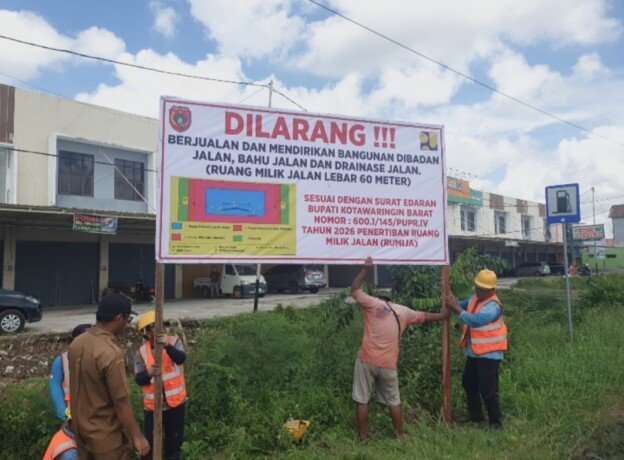 DILARANG !!!
BERJUALAN DAN MENDIRIKAN BANGUNAN DIBADAN
JALAN, BAHU JALAN DAN DRAINASE JALAN.
(RUANG MILIK JALAN LEBAR 60 METER)
SESUAI DENGAN SURAT EDARAN
BUPATI KOTAWARINGIN BARAT
NOMOR : 600.1/145/PUPR.IV
TAHUN 2026 PENERTIBAN RUANG
MILIK JALAN (RUMIJA)